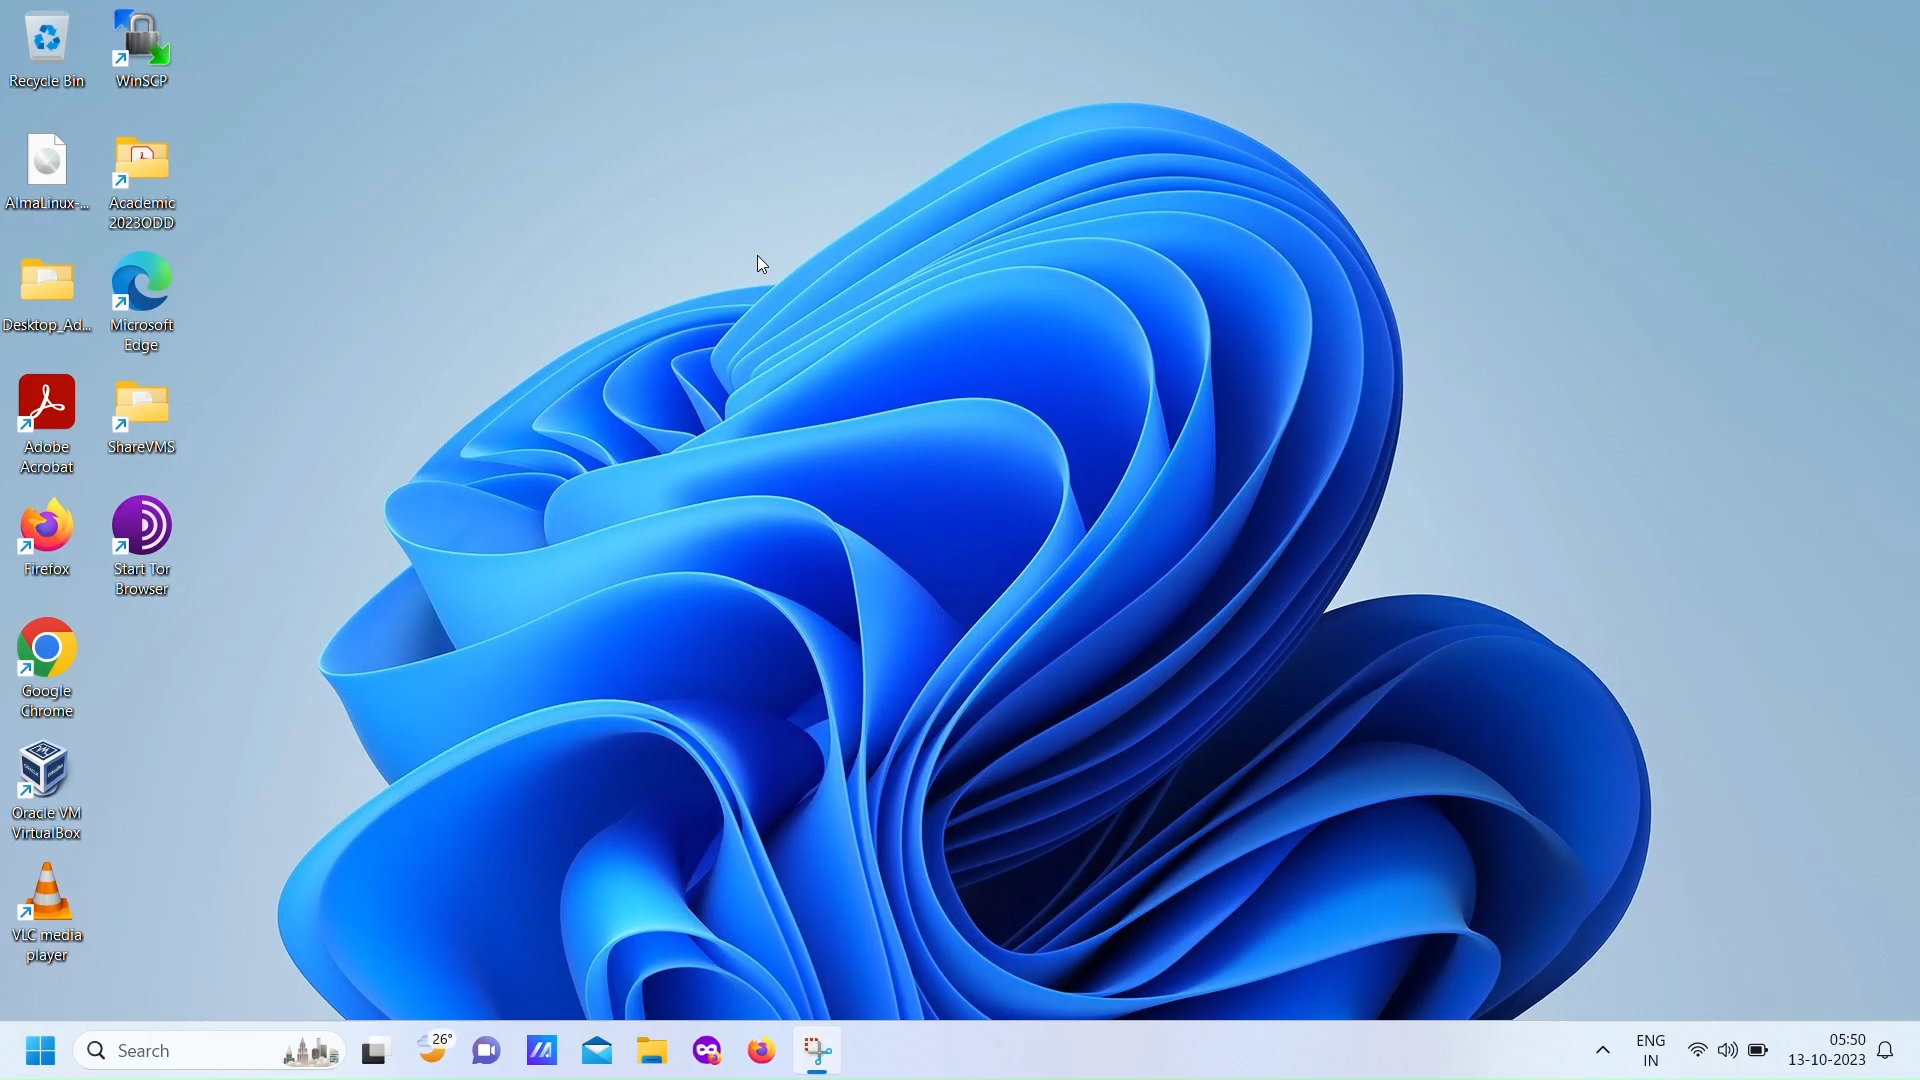 Recycle Bin
WinSCP
AlmaLinux-...
Academic
2023ODD
Desktop_Ad...
Microsoft
Edge
Adobe
Acrobat
ShareVMS
Firefox
Start Tor
Browser
Google
Chrome
Oracle VM
VirtualBox
VLC media
player
Search
26°
ENG
IN
05:50
13-10-2023